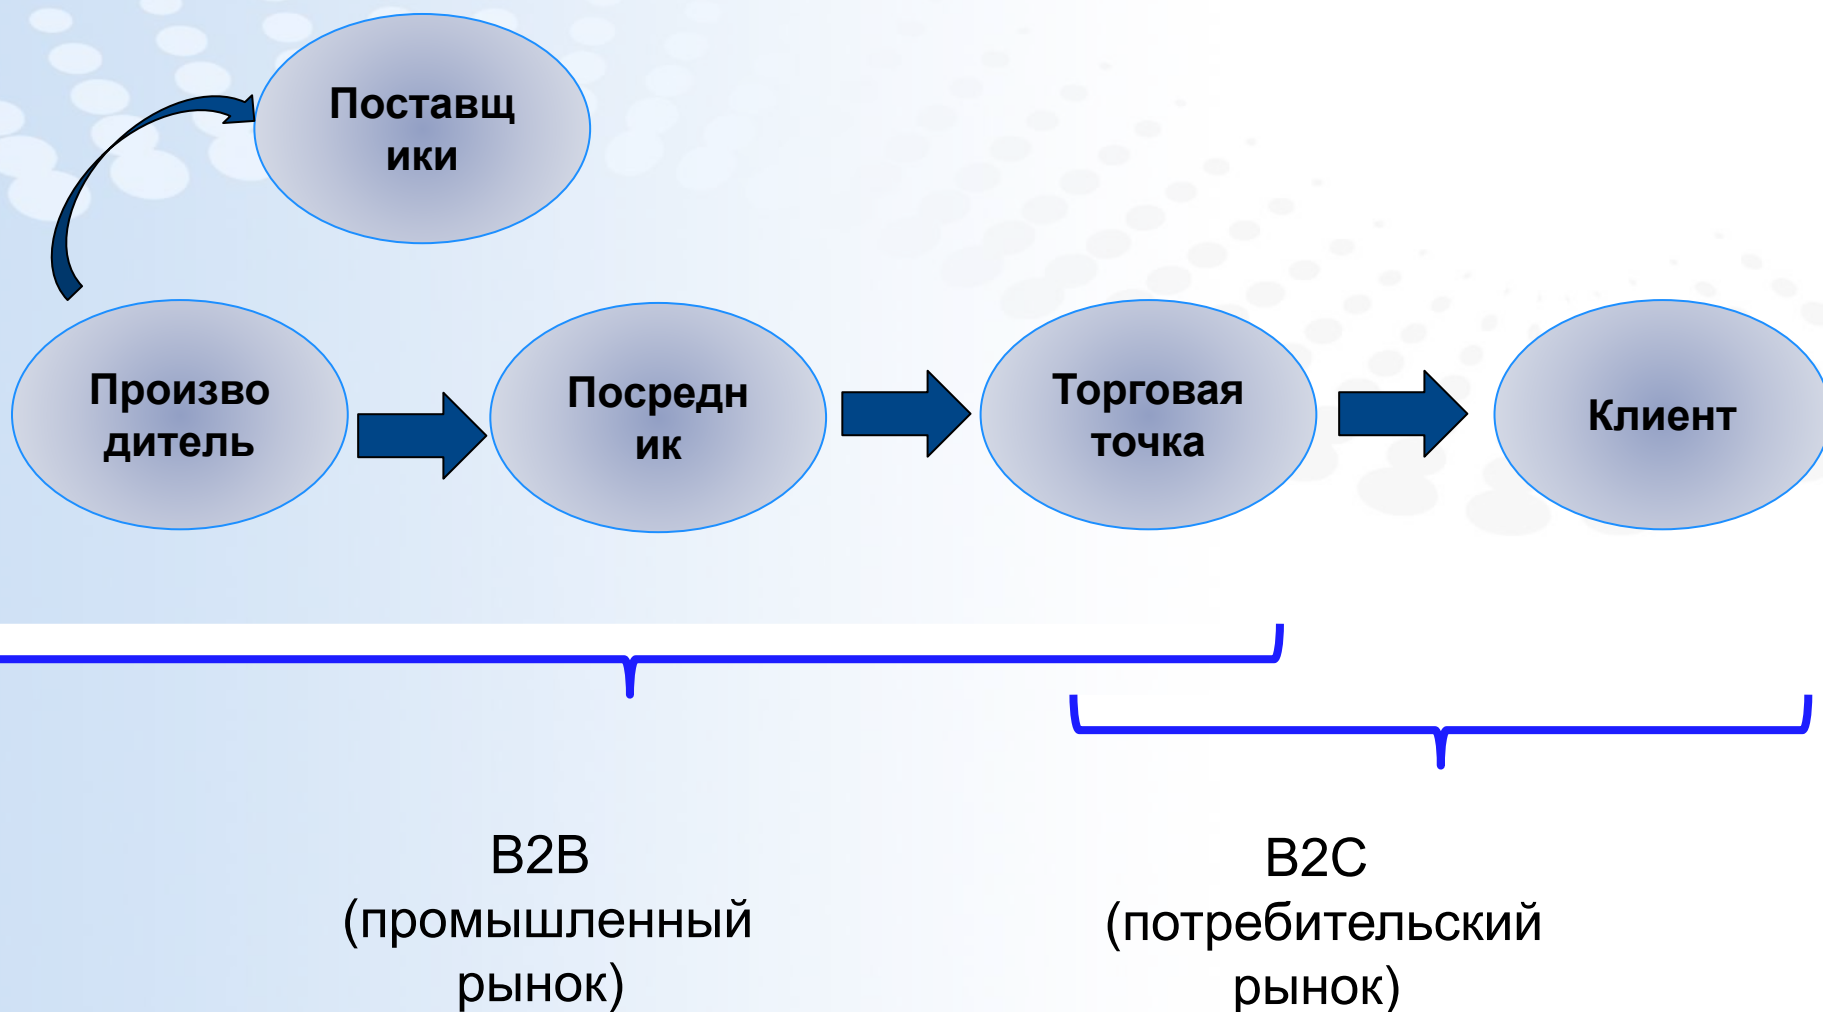 Поставщ
ики
Произво
дитель
Посредн
ик
Торговая
точка
Клиент
B2B
(промышленный
рынок)
B2C
(потребительский
рынок)